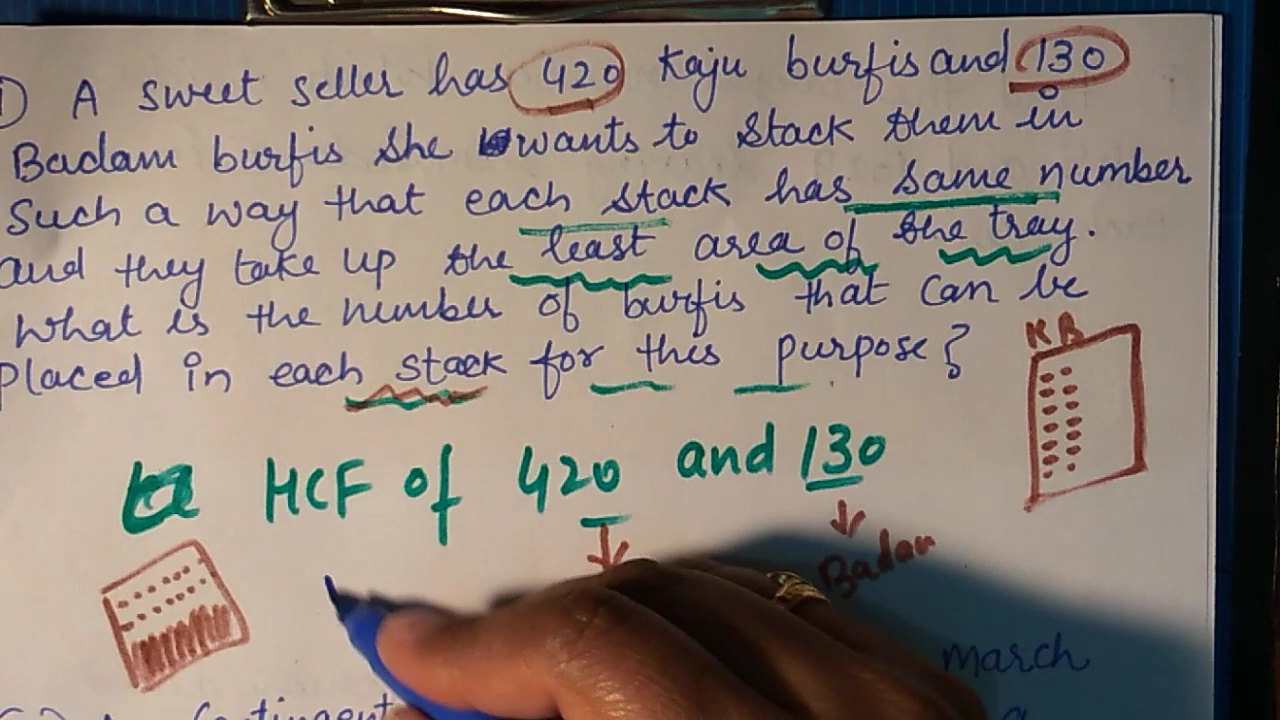 1) A sweet seller has 420 Kaju burfis and 130
Badam burfis she wants to stack them in
such a way that each stack has same number
and they take up the least area of the tray.
What is the number of burfis that can be
placed in each stack for this purpose?
K B
HCF of 420 and 130
Badam
march
Contingent